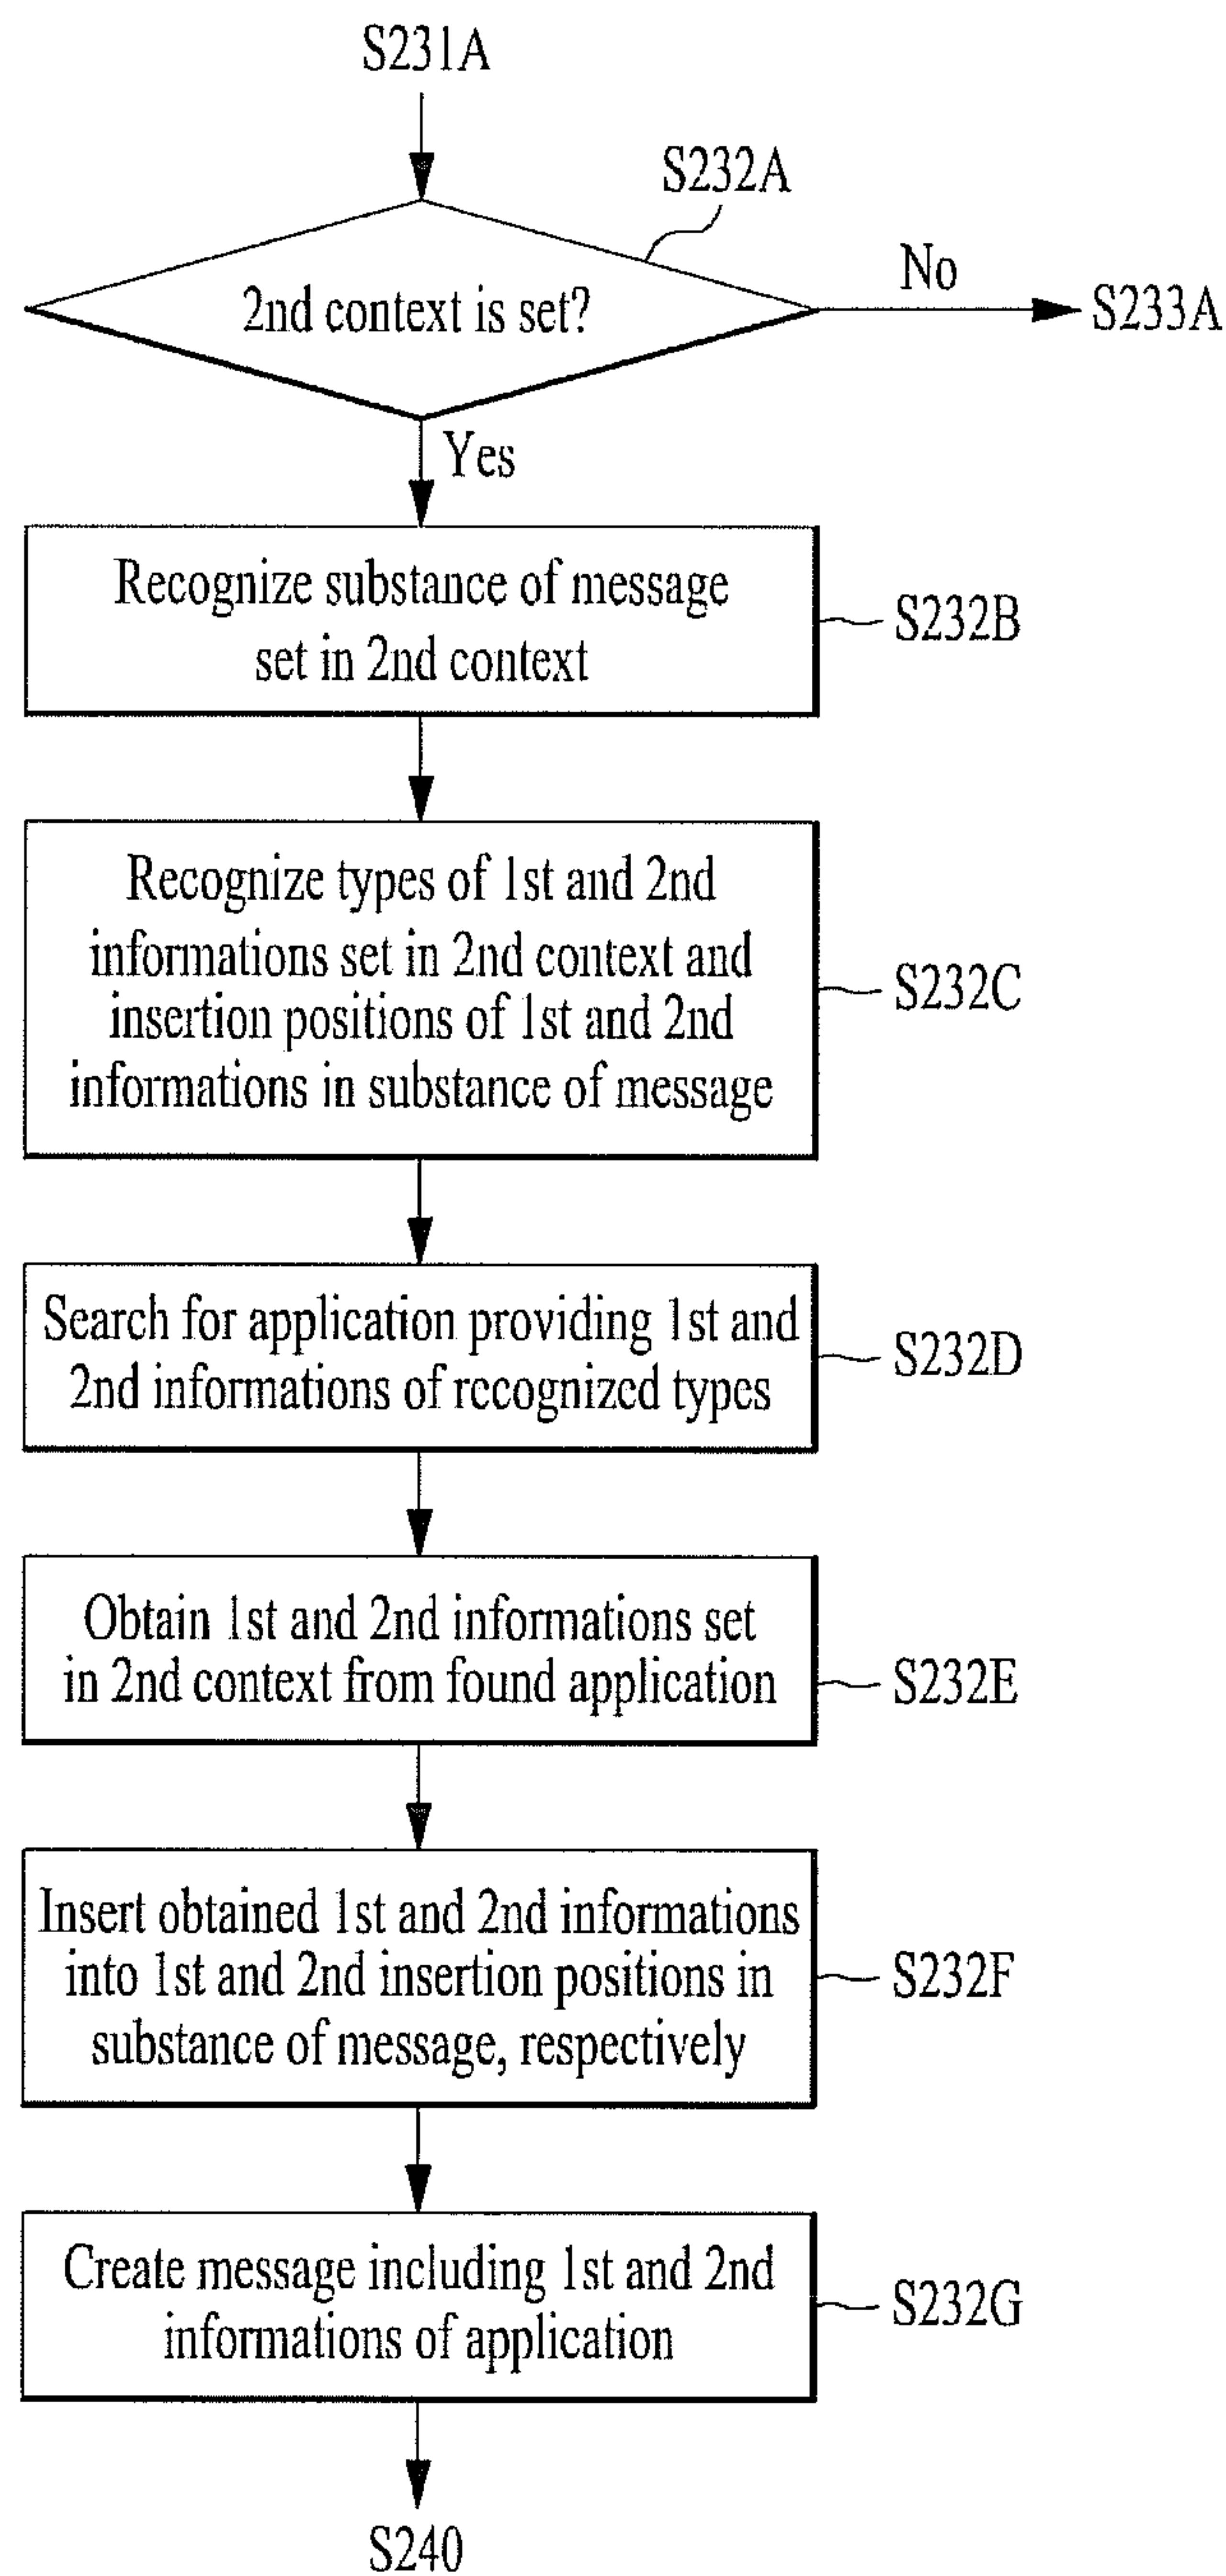 S231A
S232A
2nd context is set?
No
S233A
Yes
Recognize substance of message
set in 2nd context
S232B
Recognize types of 1st and 2nd
informations set in 2nd context and
insertion positions of 1st and 2nd
informations in substance of message
S232C
Search for application providing 1st and
2nd informations of recognized types
S232D
Obtain 1st and 2nd informations set
in 2nd context from found application
S232E
Insert obtained 1st and 2nd informations
into 1st and 2nd insertion positions in
substance of message, respectively
S232F
Create message including 1st and 2nd
informations of application
S232G
S240